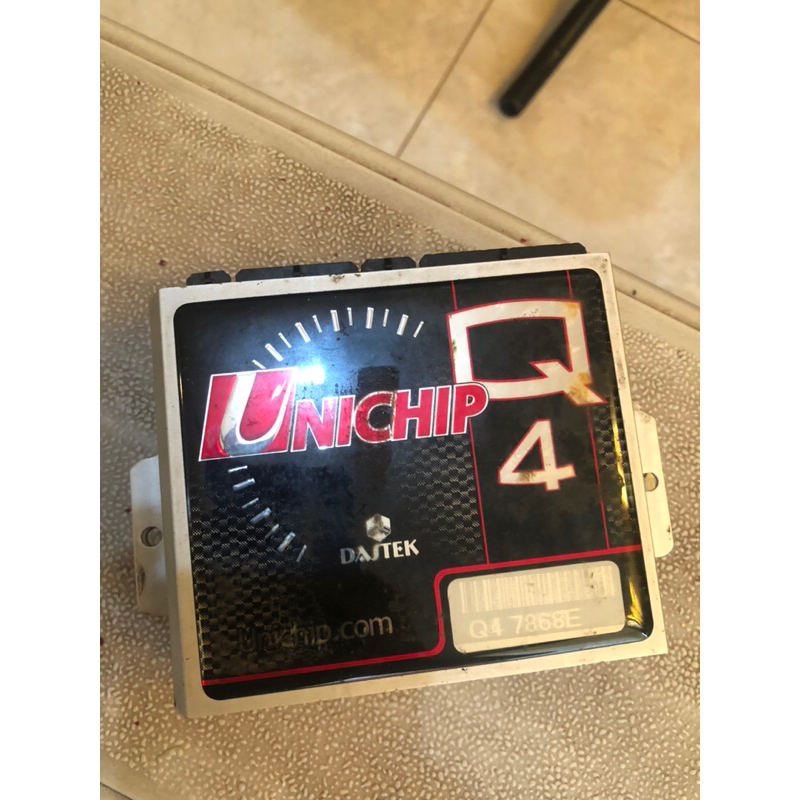 Q
UNICHIP
4
DASTEK
Unichip.com
Q4 7868E